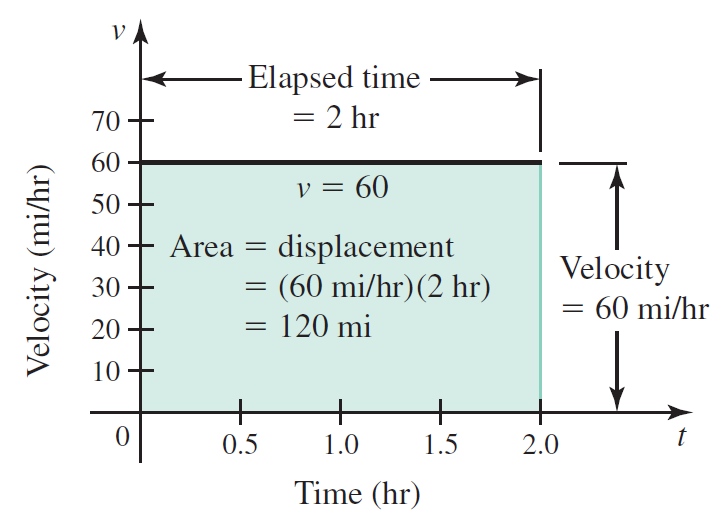 v
Elapsed time
= 2 hr
70
60
50
40
30
20
10
0
Velocity (mi/hr)
v = 60
Area = displacement
= (60 mi/hr)(2 hr)
= 120 mi
Velocity
= 60 mi/hr
0.5
1.0
1.5
2.0
t
Time (hr)